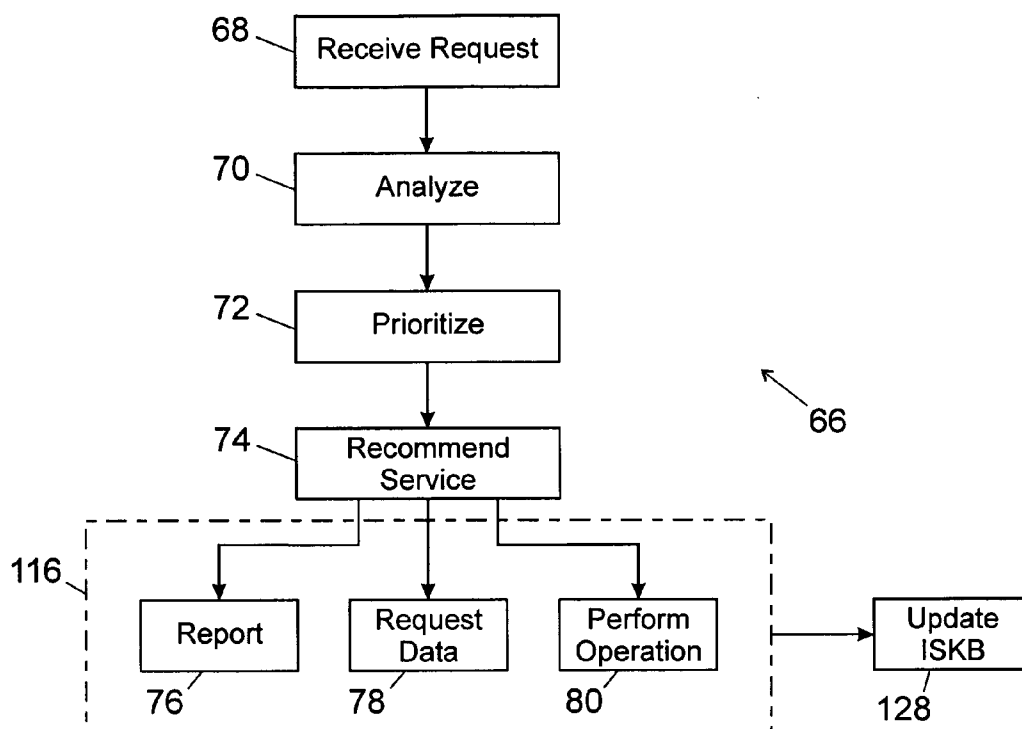 68
Receive Request
70
Analyze
72
Prioritize
66
74
Recommend
Service
116
Report
Request
Data
Perform
Operation
Update
ISKB
76
78
80
128